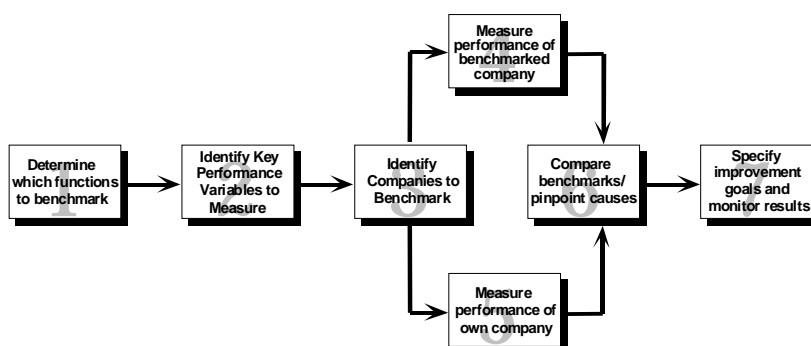 1
Determine
which functions
to benchmark
2
Identify Key
Performance
Variables to
Measure
3
Identify
Companies to
Benchmark
4
Measure
performance of
benchmarked
company
5
Measure
performance of
own company
6
Compare
benchmarks/
pinpoint causes
7
Specify
improvement
goals and
monitor results